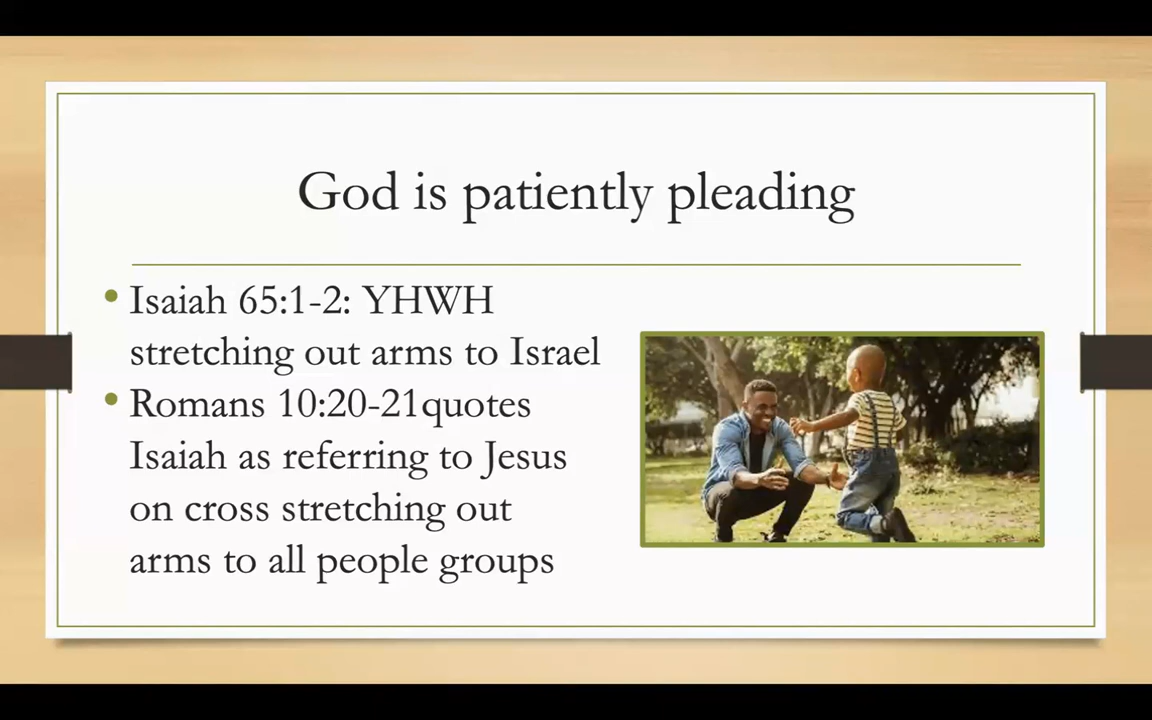 God is patiently pleading
• Isaiah 65:1-2: YHWH
stretching out arms to Israel
• Romans 10:20-21quotes
Isaiah as referring to Jesus
on cross stretching out
arms to all people groups